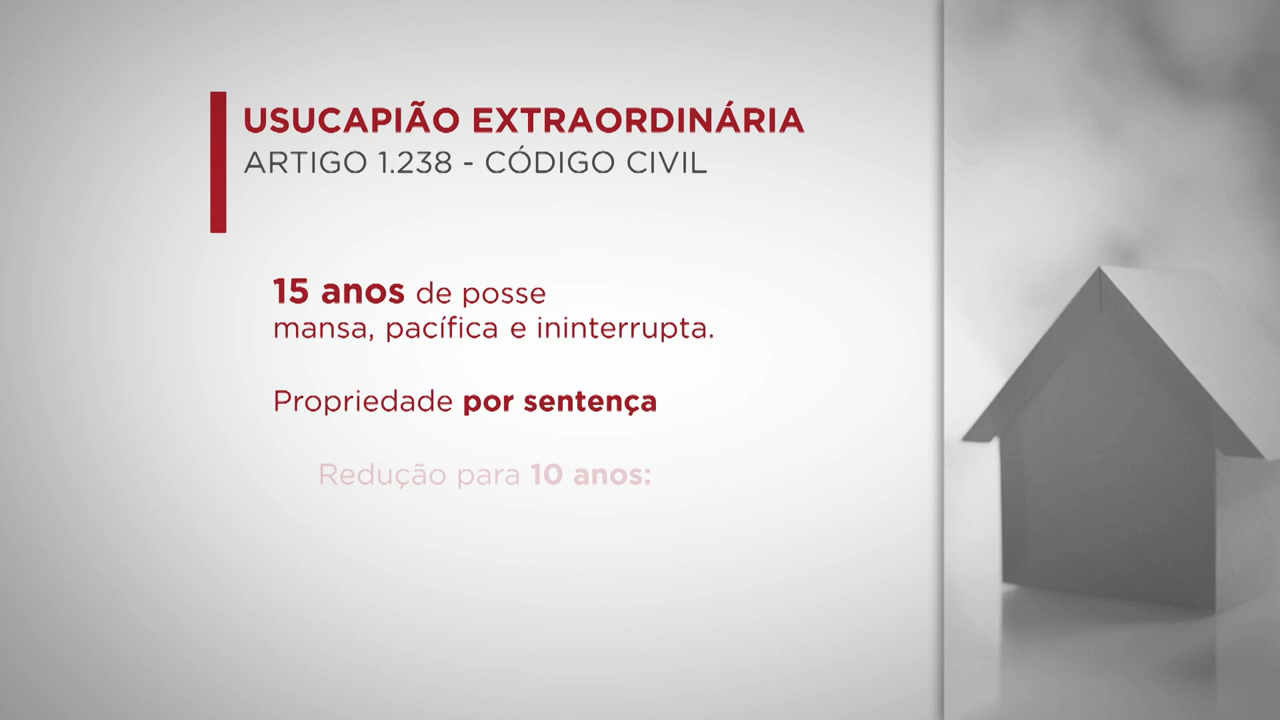 USUCAPIÃO EXTRAORDINÁRIA
ARTIGO 1.238 - CÓDIGO CIVIL
15 anos de posse
mansa, pacífica e ininterrupta.
Propriedade por sentença
Redução para 10 anos: